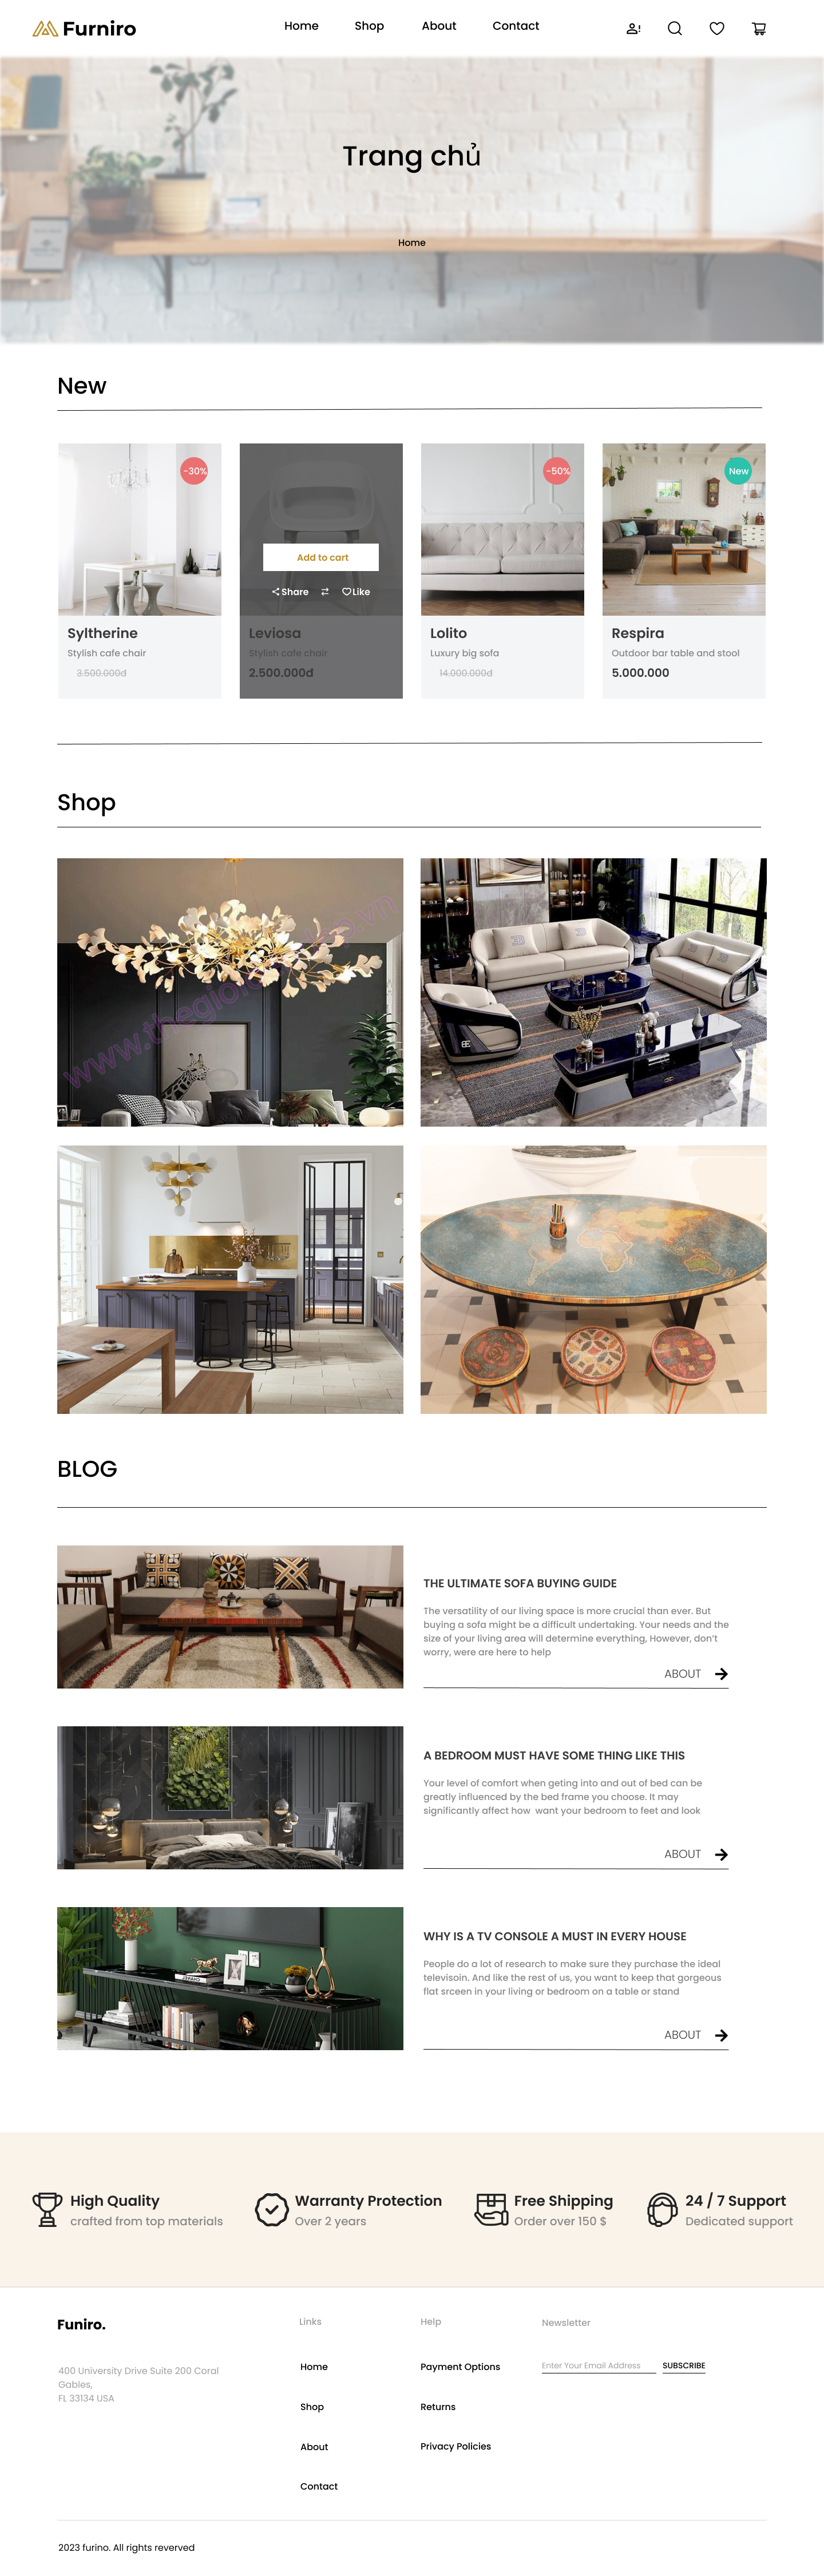 Furniro
Home
Shop
About
Contact
Trang chủ
Home
New
-30%
-50%
New
Add to cart
Share
Like
Syltherine
Leviosa
Lolito
Respira
Stylish cafe chair
Stylish cafe chair
Luxury big sofa
Outdoor bar table and stool
3.500.000đ
2.500.000đ
14.000.000đ
5.000.000
Shop
BLOG
THE ULTIMATE SOFA BUYING GUIDE
The versatility of our living space is more crucial than ever. But
buying a sofa might be a difficult undertaking. Your needs and the
size of your living area will determine everything, However, don't
worry, were are here to help
ABOUT
A BEDROOM MUST HAVE SOME THING LIKE THIS
Your level of comfort when geting into and out of bed can be
greatly influenced by the bed frame you choose. It may
significantly affect how want your bedroom to feet and look
ABOUT
WHY IS A TV CONSOLE A MUST IN EVERY HOUSE
People do a lot of research to make sure they purchase the ideal
televisoin. And like the rest of us, you want to keep that gorgeous
flat srceen in your living or bedroom on a table or stand
ABOUT
High Quality
crafted from top materials
Warranty Protection
Over 2 years
Free Shipping
Order over 150 $
24 / 7 Support
Dedicated support
Funiro.
400 University Drive Suite 200 Coral
Gables,
FL 33134 USA
Links
Home
Shop
About
Contact
Help
Payment Options
Returns
Privacy Policies
Newsletter
Enter Your Email Address
SUBSCRIBE
2023 furino. All rights reverved